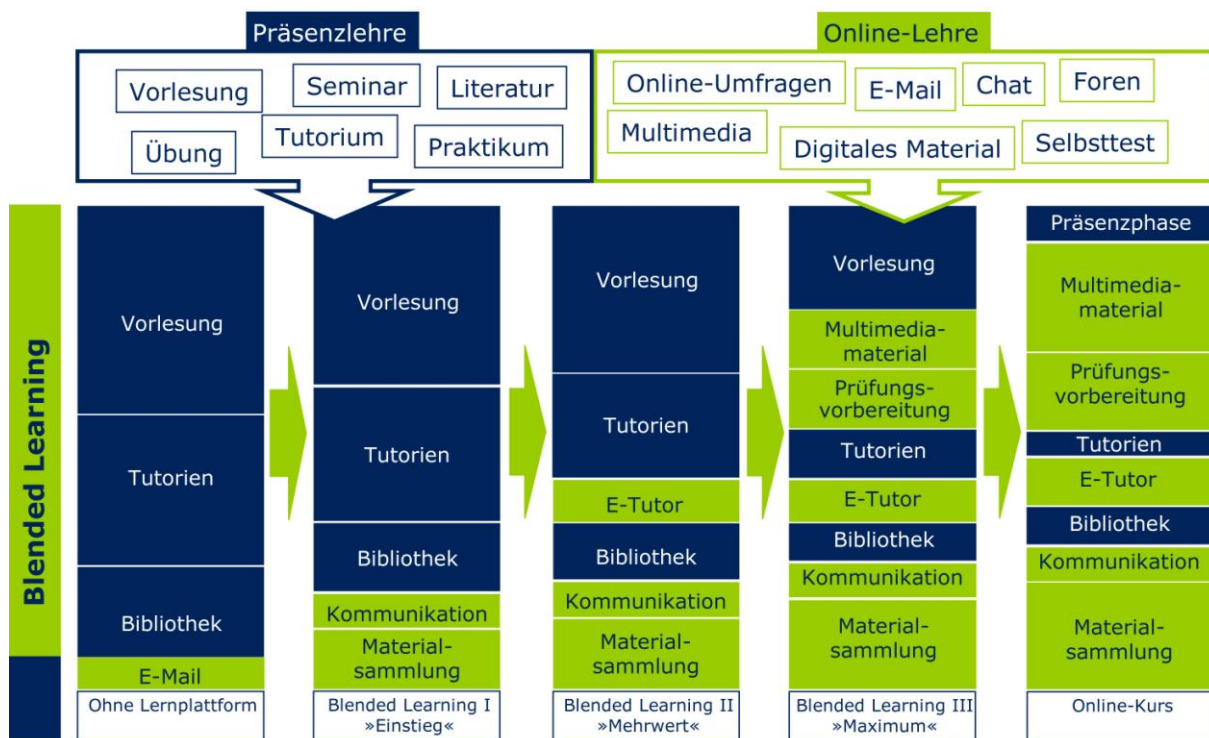 Präsenzlehre
Vorlesung
Seminar
Literatur
Übung
Tutorium
Praktikum
Online-Lehre
Online-Umfragen
E-Mail
Chat
Foren
Multimedia
Digitales Material
Selbsttest
Blended Learning
Vorlesung
Tutorien
Bibliothek
E-Mail
Ohne Lernplattform
Vorlesung
Tutorien
Bibliothek
Kommunikation
Material-
sammlung
Blended Learning I
»Einstieg«
Vorlesung
Tutorien
E-Tutor
Bibliothek
Kommunikation
Material-
sammlung
Blended Learning II
»Mehrwert«
Vorlesung
Multimedia-
material
Prüfungs-
vorbereitung
Tutorien
E-Tutor
Bibliothek
Kommunikation
Material-
sammlung
Blended Learning III
»Maximum«
Präsenzphase
Multimedia-
material
Prüfungs-
vorbereitung
Tutorien
E-Tutor
Bibliothek
Kommunikation
Material-
sammlung
Online-Kurs